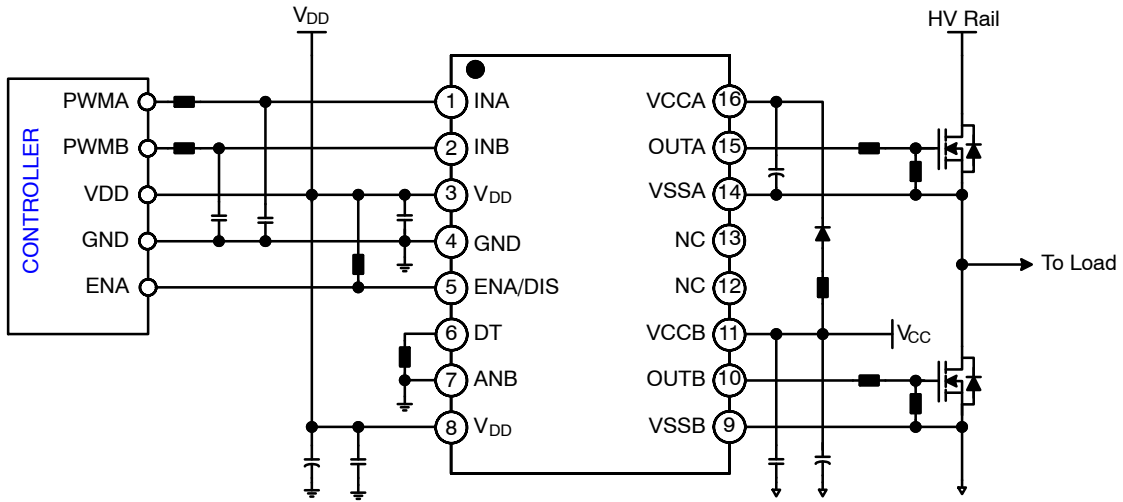 VDD
HV Rail
CONTROLLER
PWMA
PWMB
VDD
GND
ENA
1 INA
2 INB
3 VDD
4 GND
5 ENA/DIS
6 DT
7 ANB
8 VDD
VCCA 16
OUTA 15
VSSA 14
NC 13
NC 12
VCCB 11
OUTB 10
VSSB 9
To Load
VCC